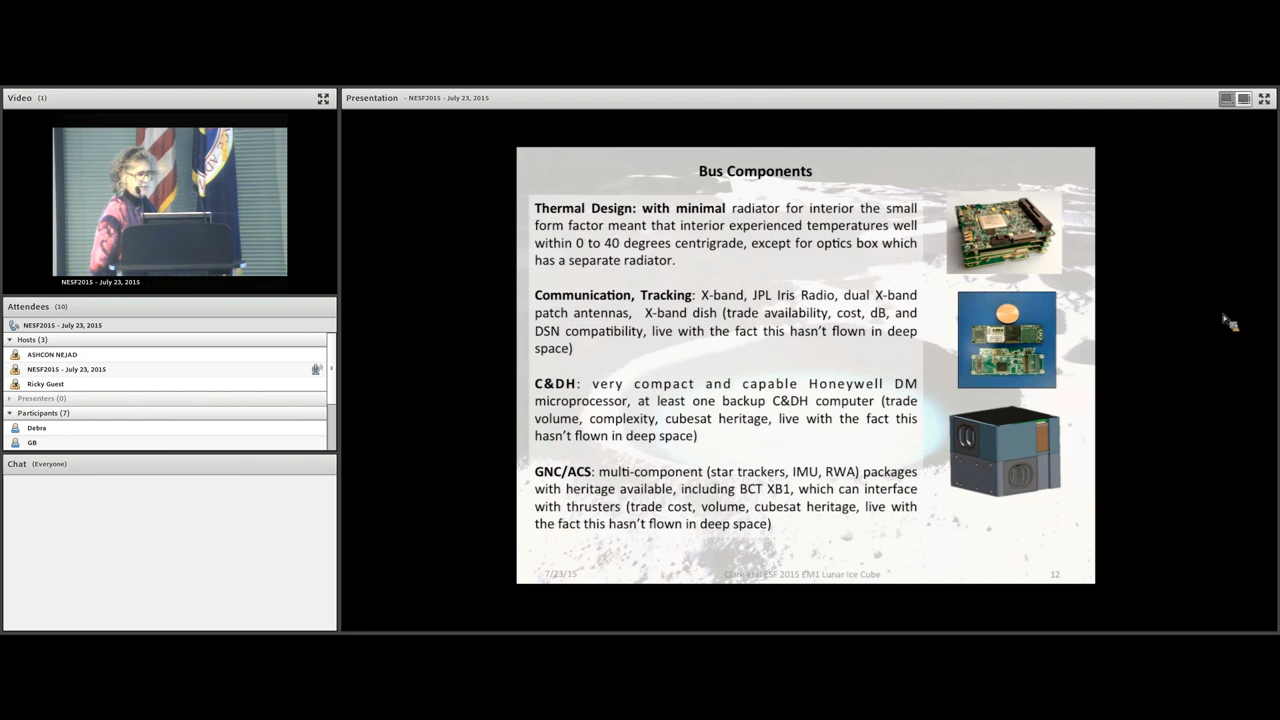 Video (1)
NESF2015 - July 23, 2015
Attendees (10)
NESF2015 - July 23, 2015
Hosts (3)
ASHCON NEJAD
NESF2015 - July 23, 2015
Ricky Guest
Presenters (0)
Participants (7)
Debra
GB
Chat (Everyone)
Presentation - NESF2015 - July 23, 2015
Bus Components
Thermal Design: with minimal radiator for interior the small
form factor meant that interior experienced temperatures well
within 0 to 40 degrees centigrade, except for optics box which
has a separate radiator.
Communication, Tracking: X-band, JPL Iris Radio, dual X-band
patch antennas, X-band dish (trade availability, cost, dB, and
DSN compatibility, live with the fact this hasn't flown in deep
space)
C&DH: very compact and capable Honeywell DM
microprocessor, at least one backup C&DH computer (trade
volume, complexity, cubesat heritage, live with the fact this
hasn't flown in deep space)
GNC/ACS: multi-component (star trackers, IMU, RWA) packages
with heritage available, including BCT XB1, which can interface
with thrusters (trade cost, volume, cubesat heritage, live with
the fact this hasn't flown in deep space)
7/23/15
Clark etal ESF 2015 EM1 Lunar Ice Cube
12